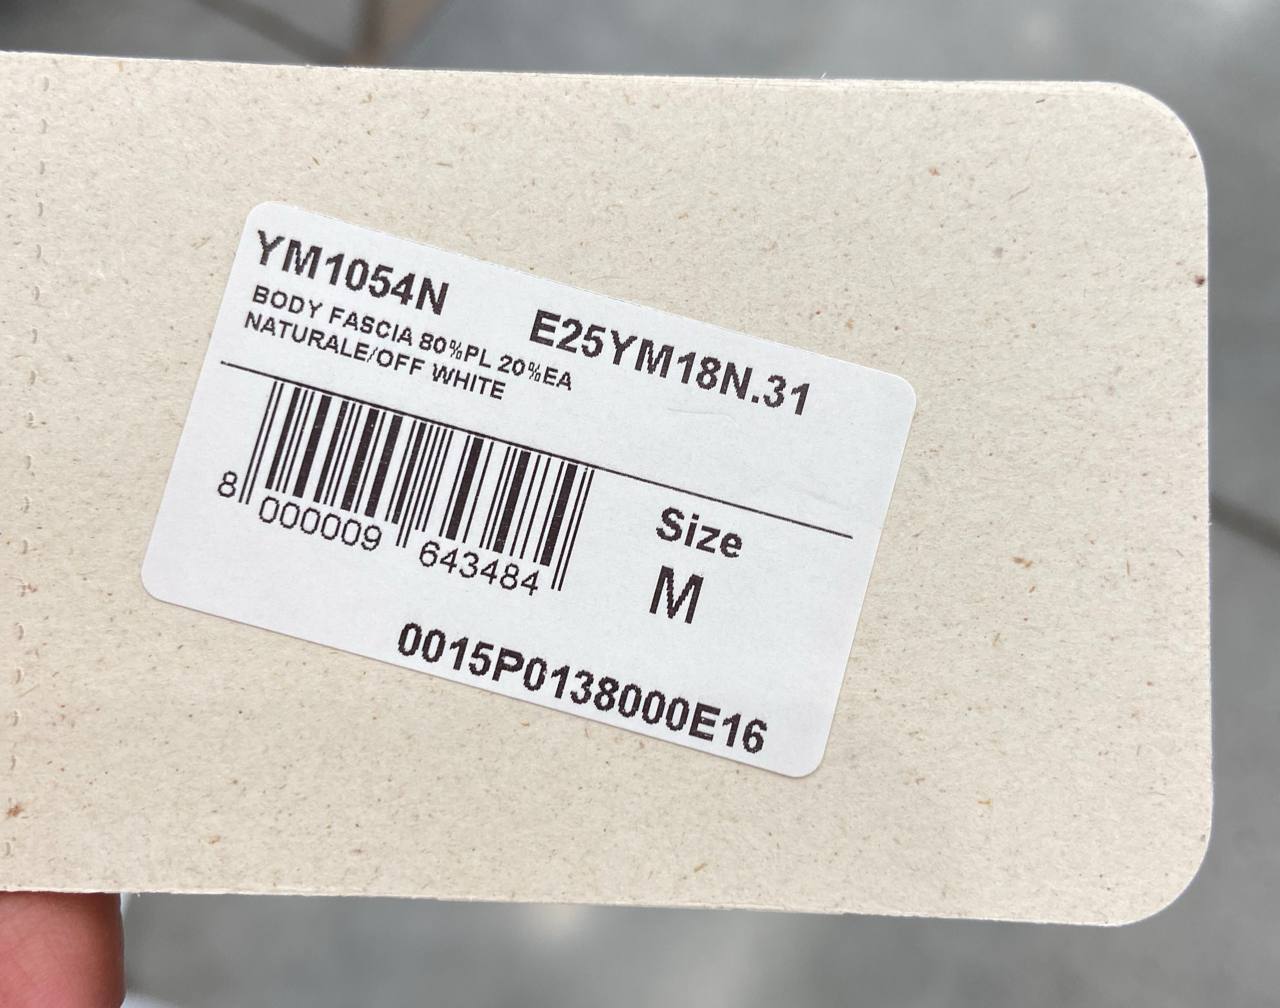 YM1054N E25YM18N.31
BODY FASCIA 80%PL 20%EA
NATURALE/OFF WHITE
8 000009 643484
Size
M
0015P0138000E16